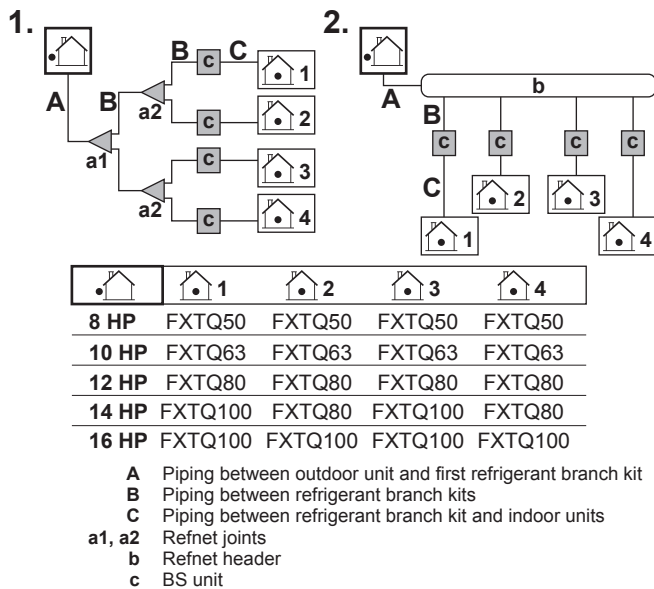 1.
A
B
a1
a2
a2
B
C
c
c
c
c
1
2
3
4
2.
A
b
B
C
c
c
c
c
1
2
3
4
1 2 3 4
8 HP FXTQ50 FXTQ50 FXTQ50 FXTQ50
10 HP FXTQ63 FXTQ63 FXTQ63 FXTQ63
12 HP FXTQ80 FXTQ80 FXTQ80 FXTQ80
14 HP FXTQ100 FXTQ80 FXTQ100 FXTQ80
16 HP FXTQ100 FXTQ100 FXTQ100 FXTQ100
A Piping between outdoor unit and first refrigerant branch kit
B Piping between refrigerant branch kits
C Piping between refrigerant branch kit and indoor units
a1, a2 Refnet joints
b Refnet header
c BS unit